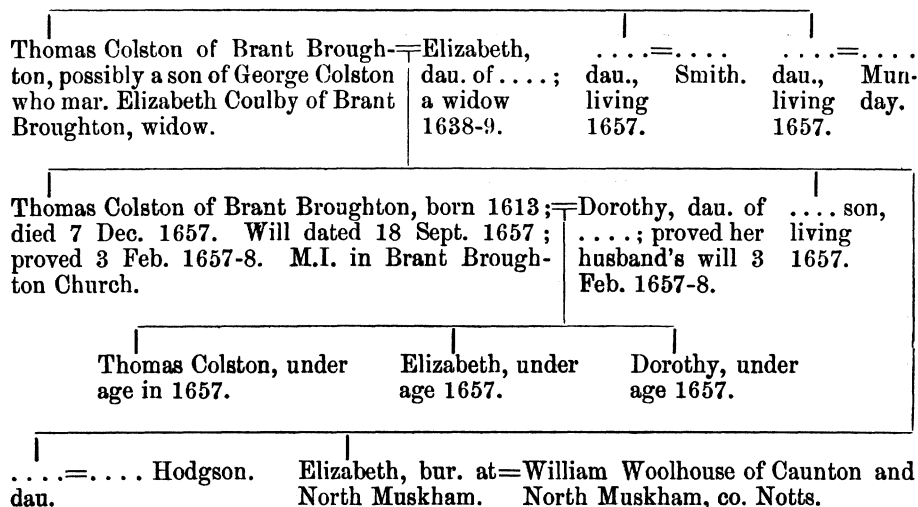 Thomas Colston of Brant Brough-
ton, possibly a son of George Colston
who mar. Elizabeth Coulby of Brant
Broughton, widow.
=Elizabeth,
dau. of . . . . ;
a widow
1638-9.
. . . .=. . . .
dau., Smith.
living
1657.
. . . .=. . . .
dau., Mun-
living day.
1657.
Thomas Colston of Brant Broughton, born 1613;
died 7 Dec. 1657. Will dated 18 Sept. 1657 ;
proved 3 Feb. 1657-8. M.I. in Brant Brough-
ton Church.
=Dorothy, dau. of
. . . . ; proved her
husband's will 3
Feb. 1657-8.
. . . . son,
living
1657.
Thomas Colston, under
age in 1657.
Elizabeth, under
age 1657.
Dorothy, under
age 1657.
. . . .=. . . . Hodgson.
dau.
Elizabeth, bur. at=William Woolhouse of Caunton and
North Muskham. North Muskham, co. Notts.